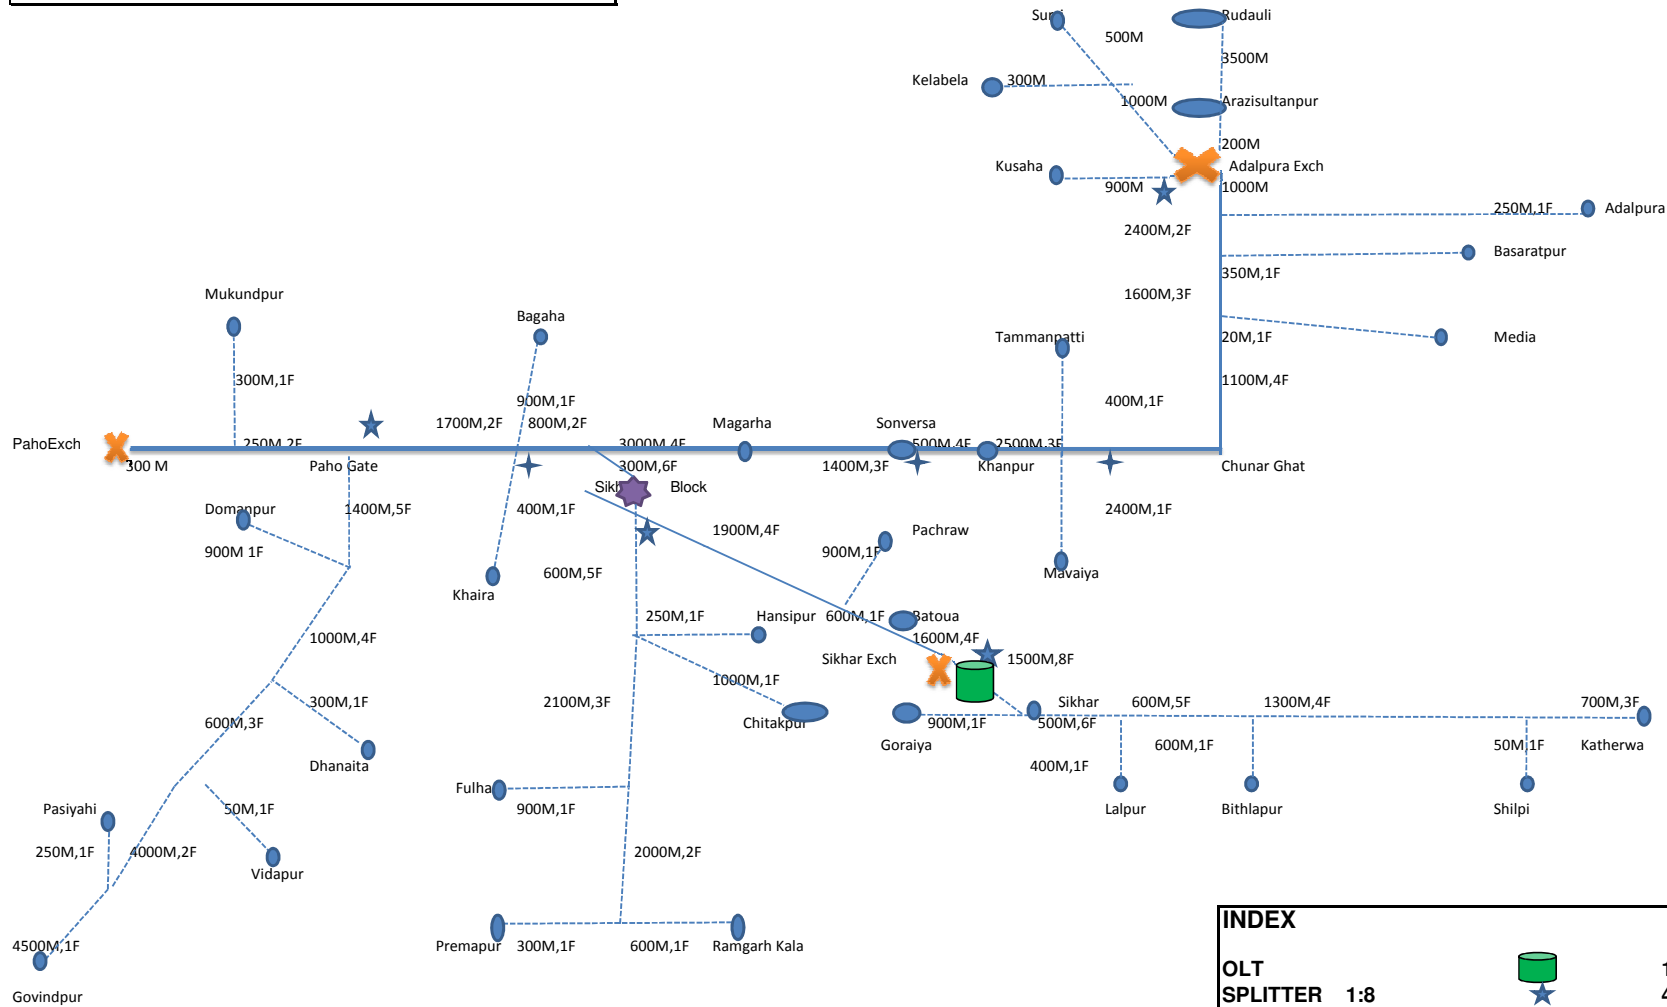 Rudauli
500M
3500M
Kelabela
300M
1000M
Arazisultanpur
200M
Kusaha
Adalpura Exch
900M
1000M
250M,1F
Adalpura
2400M,2F
Basaratpur
350M,1F
Mukundpur
1600M,3F
Bagaha
Tammanpatti
20M,1F
Media
300M,1F
1100M,4F
900M,1F
400M,1F
1700M,2F
800M,2F
Magarha
Sonversa
PahoExch
250M,2F
3000M,4F
500M,4F
2500M,3F
300 M
Paho Gate
300M,6F
1400M,3F
Khanpur
Chunar Ghat
Block
Domanpur
1400M,5F
400M,1F
1900M,4F
Pachraw
2400M,1F
900M 1F
900M,1F
600M,5F
Mavaiya
Khaira
250M,1F
Hansipur
600M,1F
Batoua
1000M,4F
1600M,4F
Sikhar Exch
1500M,8F
300M,1F
1000M,1F
2100M,3F
Sikhar
600M,5F
1300M,4F
700M,3F
600M,3F
Chitakpur
900M,1F
500M,6F
Goraiya
600M,1F
50M,1F
Katherwa
Dhanaita
400M,1F
Fulha
Pasiyahi
50M,1F
900M,1F
Lalpur
Bithlapur
Shilpi
250M,1F
4000M,2F
2000M,2F
Vidapur
INDEX
4500M,1F
Premapur
300M,1F
600M,1F
Ramgarh Kala
OLT
Govindpur
SPLITTER 1:8